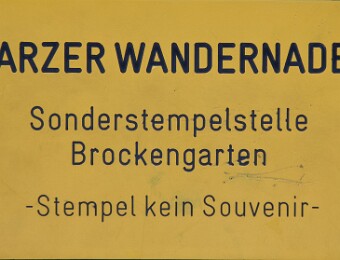 ARZER WANDERNADE
Sonderstempelstelle
Brockengarten
-Stempel kein Souvenir-